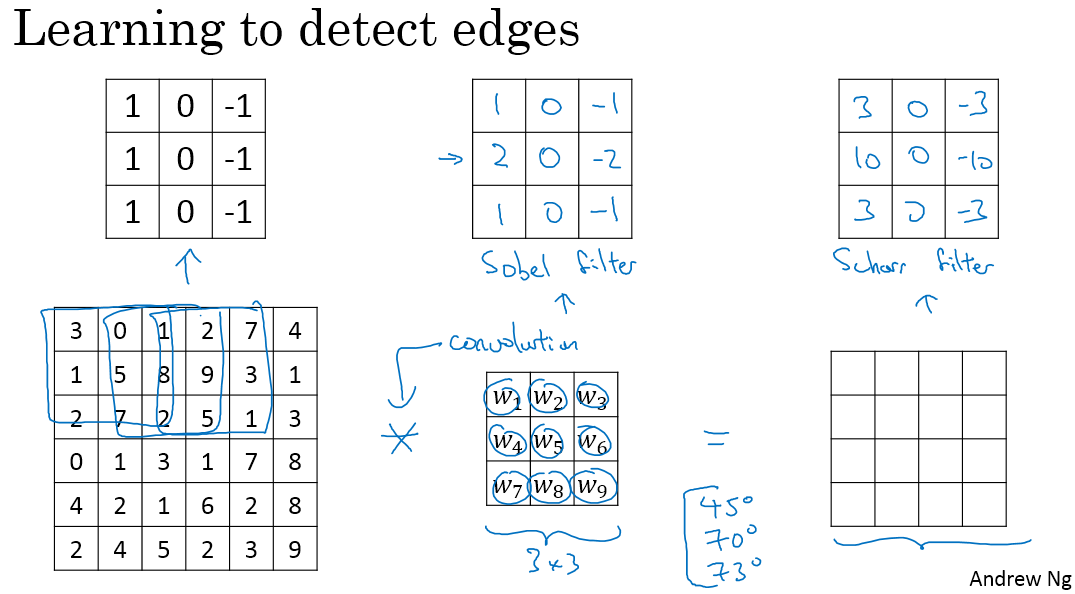 Learning to detect edges
1 0 -1
1 0 -1
1 0 -1
1 0 -1
→ 2 0 -2
1 0 -1
Sobel filter
3 0 -3
10 0 -10
3 0 -3
Scharr filter
3 0 1 2 7 4
1 5 8 9 3 1
2 7 2 5 1 3
0 1 3 1 7 8
4 2 1 6 2 8
2 4 5 2 3 9
convolution
*
w1 w2 w3
w4 w5 w6
w7 w8 w9
3×3
=
45°
70°
73°
Andrew Ng